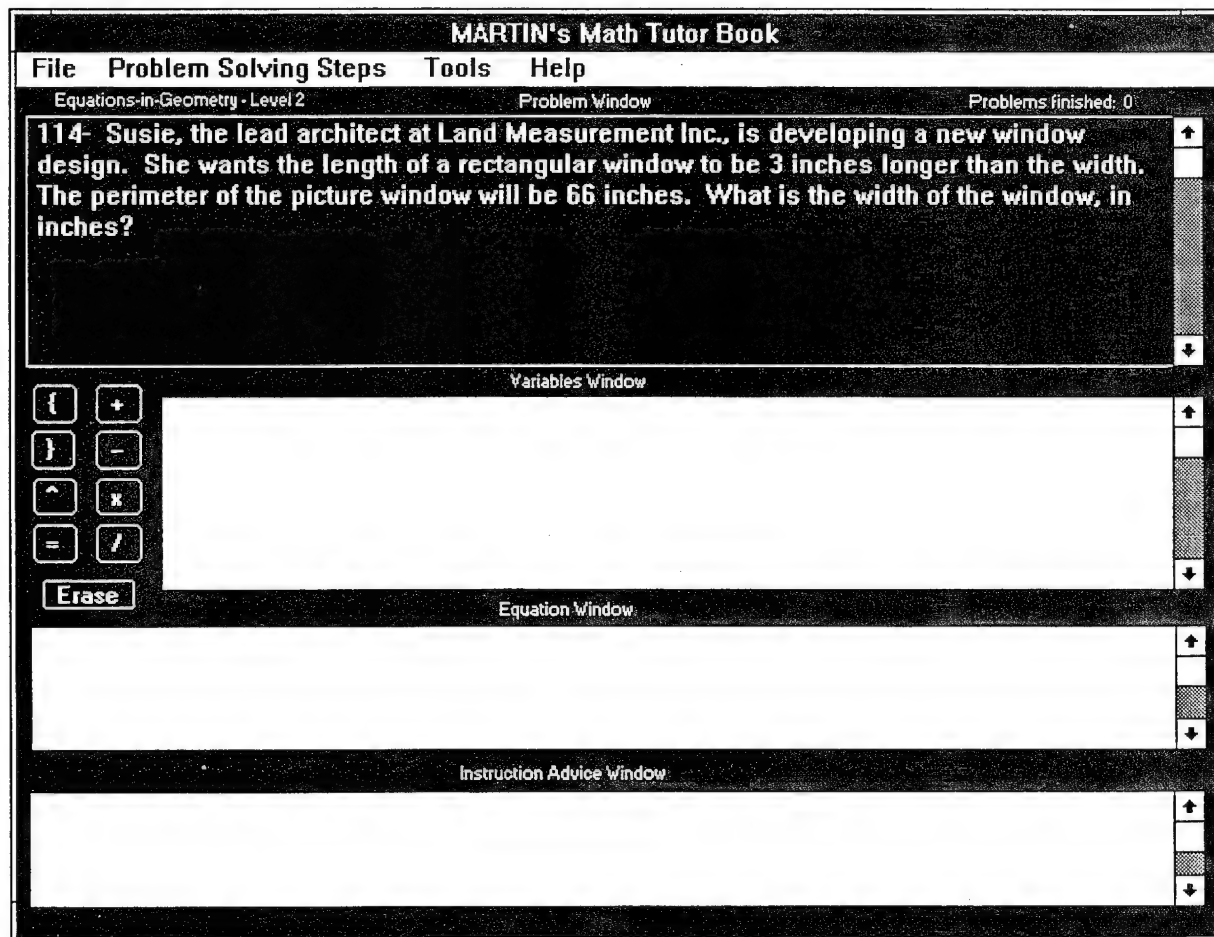 MARTIN's Math Tutor Book
File Problem Solving Steps Tools Help
Equations-in-Geometry - Level 2 Problem Window Problems finished: 0
114- Susie, the lead architect at Land Measurement Inc., is developing a new window
design. She wants the length of a rectangular window to be 3 inches longer than the width.
The perimeter of the picture window will be 66 inches. What is the width of the window, in
inches?
Variables Window
{ +
} -
^ x
= /
Erase
Equation Window
Instruction Advice Window